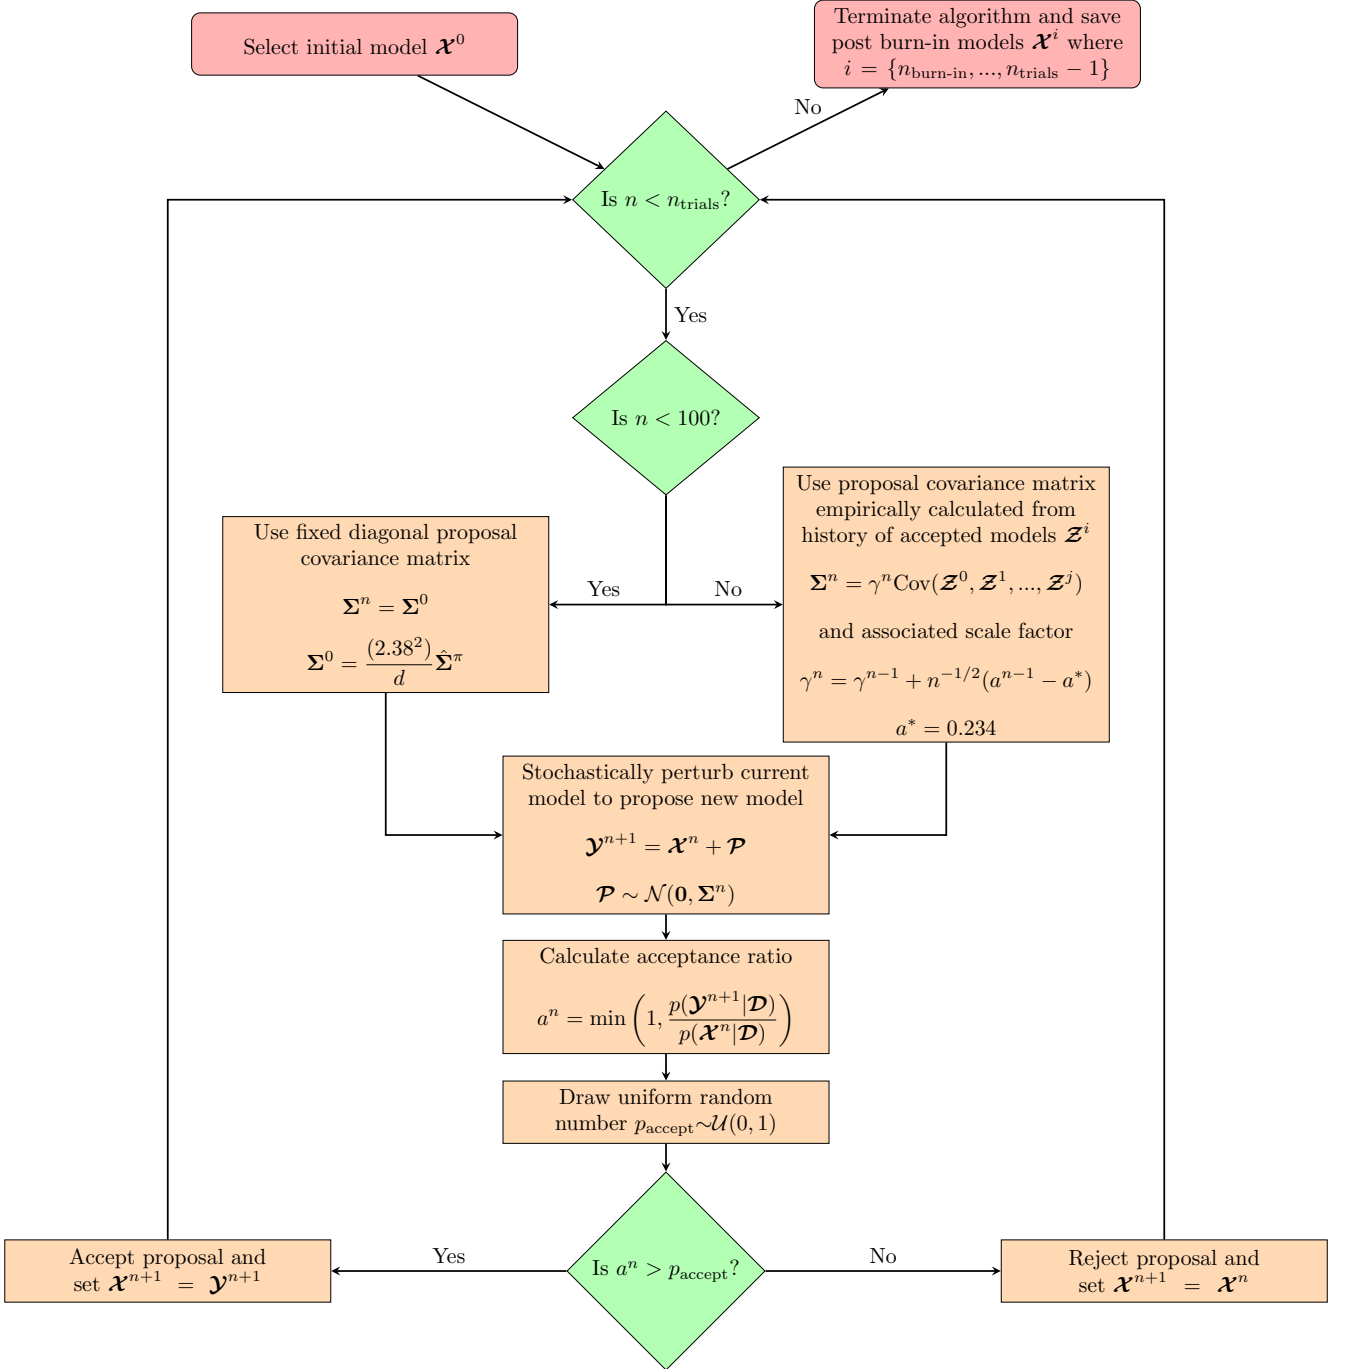 Select initial model 𝓧⁰
Terminate algorithm and save
post burn-in models 𝓧ⁱ where
i = {n_burn-in, ..., n_trials − 1}
No
Is n < n_trials?
Yes
Is n < 100?
Use fixed diagonal proposal
covariance matrix
𝚺ⁿ = 𝚺⁰
𝚺⁰ = (2.38²)/d 𝚺̂^π
Yes
No
Use proposal covariance matrix
empirically calculated from
history of accepted models 𝓩ⁱ
𝚺ⁿ = γⁿCov(𝓩⁰, 𝓩¹, ..., 𝓩ʲ)
and associated scale factor
γⁿ = γⁿ⁻¹ + n^(−1/2)(aⁿ⁻¹ − a*)
a* = 0.234
Stochastically perturb current
model to propose new model
𝓨ⁿ⁺¹ = 𝓧ⁿ + 𝓟
𝓟 ∼ 𝒩(𝟎, 𝚺ⁿ)
Calculate acceptance ratio
aⁿ = min(1, p(𝓨ⁿ⁺¹|𝓓)/p(𝓧ⁿ|𝓓))
Draw uniform random
number p_accept∼𝒰(0, 1)
Is aⁿ > p_accept?
Yes
No
Accept proposal and
set 𝓧ⁿ⁺¹ = 𝓨ⁿ⁺¹
Reject proposal and
set 𝓧ⁿ⁺¹ = 𝓧ⁿ